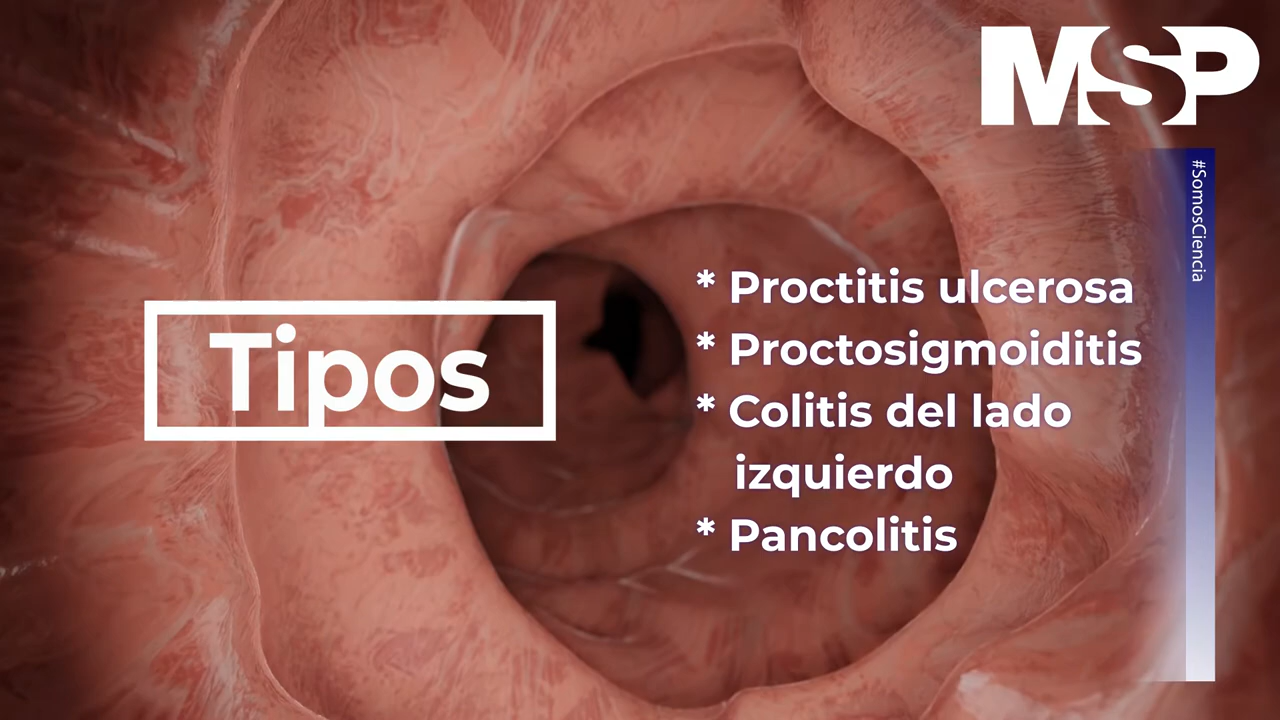 MSP
#SomosCiencia
Tipos
* Proctitis ulcerosa
* Proctosigmoiditis
* Colitis del lado
izquierdo
* Pancolitis